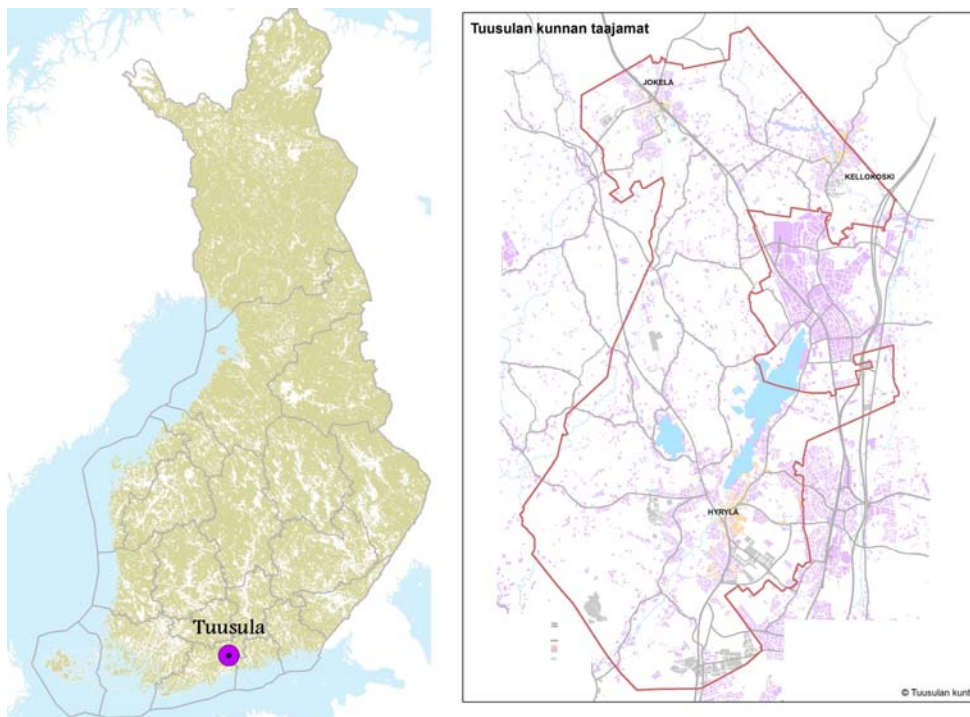 Tuusula
Tuusulan kunnan taajamat
JOKELA
KELLOKOSKI
HYRYLÄ
© Tuusulan kunt